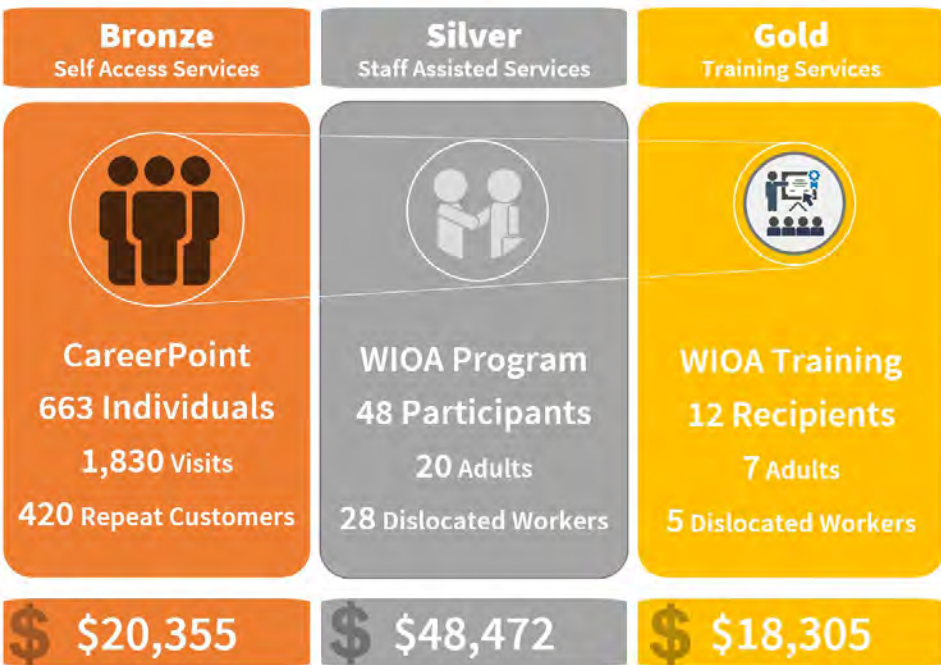 Bronze
Self Access Services
Silver
Staff Assisted Services
Gold
Training Services
CareerPoint
663 Individuals
1,830 Visits
420 Repeat Customers
WIOA Program
48 Participants
20 Adults
28 Dislocated Workers
WIOA Training
12 Recipients
7 Adults
5 Dislocated Workers
$ $20,355
$ $48,472
$ $18,305